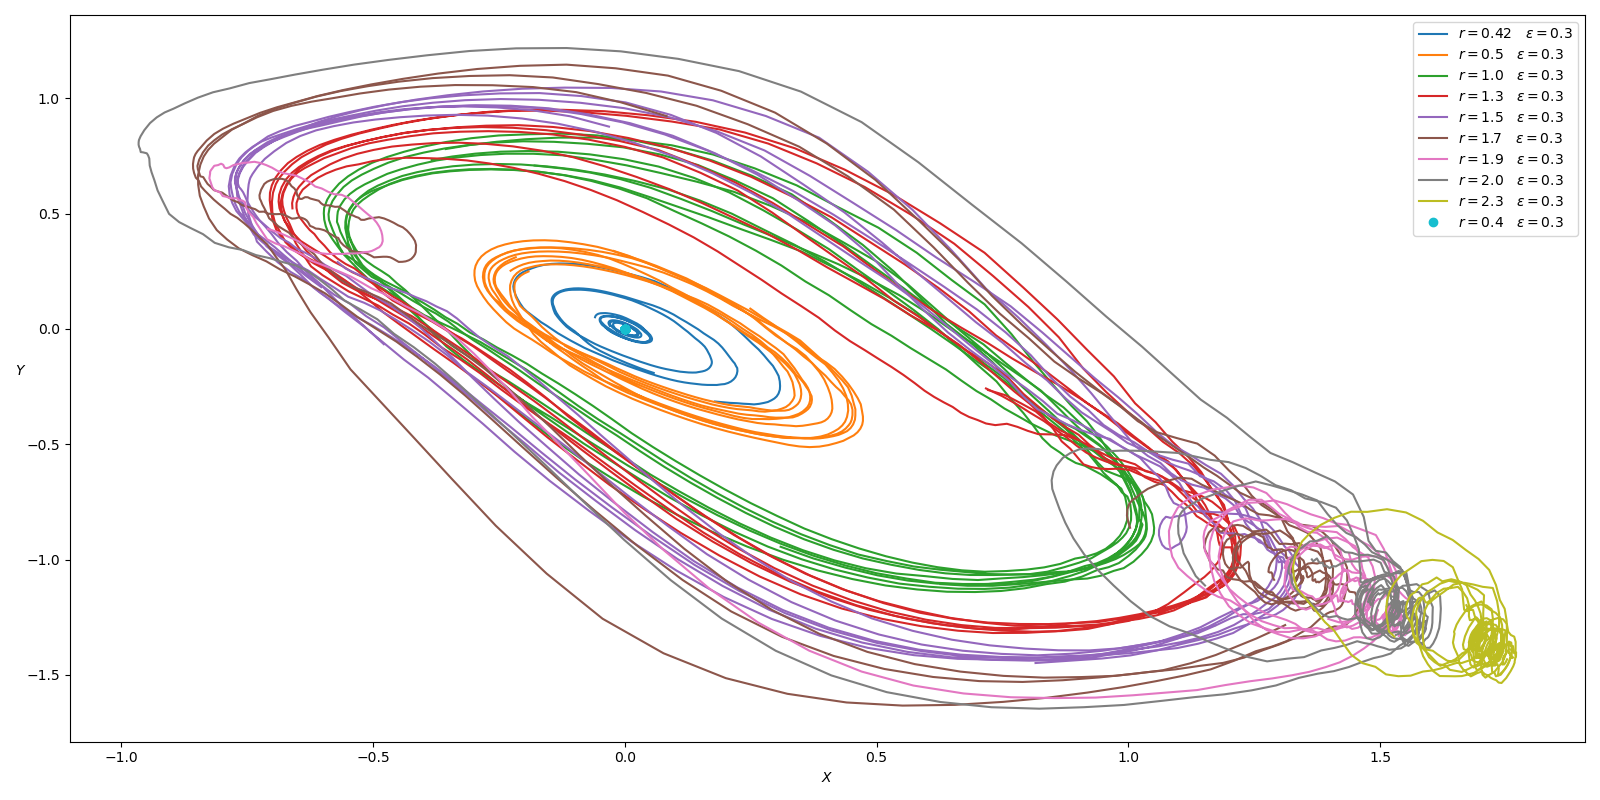 r = 0.42 ε = 0.3
r = 0.5 ε = 0.3
r = 1.0 ε = 0.3
r = 1.3 ε = 0.3
r = 1.5 ε = 0.3
r = 1.7 ε = 0.3
r = 1.9 ε = 0.3
r = 2.0 ε = 0.3
r = 2.3 ε = 0.3
r = 0.4 ε = 0.3
1.0
0.5
0.0
Y
−0.5
−1.0
−1.5
−1.0 −0.5 0.0 0.5 1.0 1.5
X